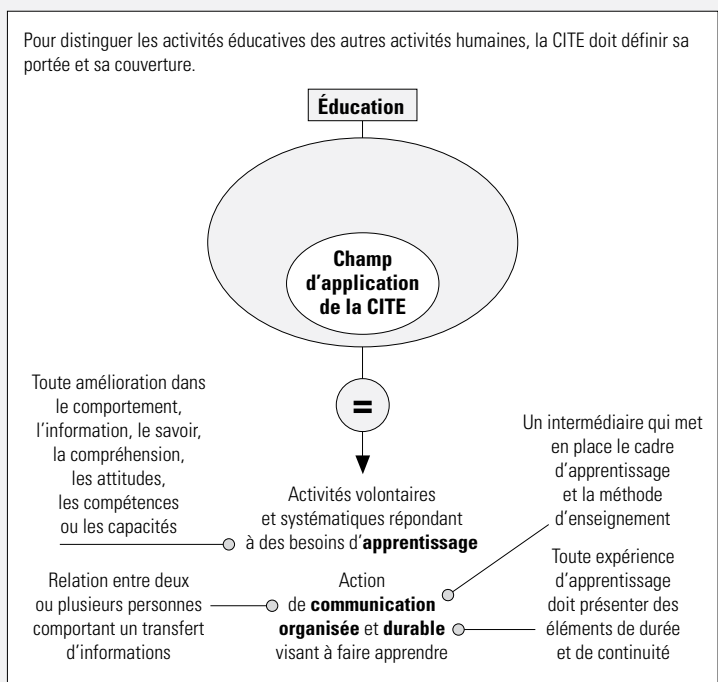 Pour distinguer les activités éducatives des autres activités humaines, la CITE doit définir sa
portée et sa couverture.
Éducation
Champ
d'application
de la CITE
=
Toute amélioration dans
le comportement,
l'information, le savoir,
la compréhension,
les attitudes,
les compétences
ou les capacités
Un intermédiaire qui met
en place le cadre
d'apprentissage
et la méthode
d'enseignement
Activités volontaires
et systématiques répondant
à des besoins d'apprentissage
Relation entre deux
ou plusieurs personnes
comportant un transfert
d'informations
Action
de communication
organisée et durable
visant à faire apprendre
Toute expérience
d'apprentissage
doit présenter des
éléments de durée
et de continuité